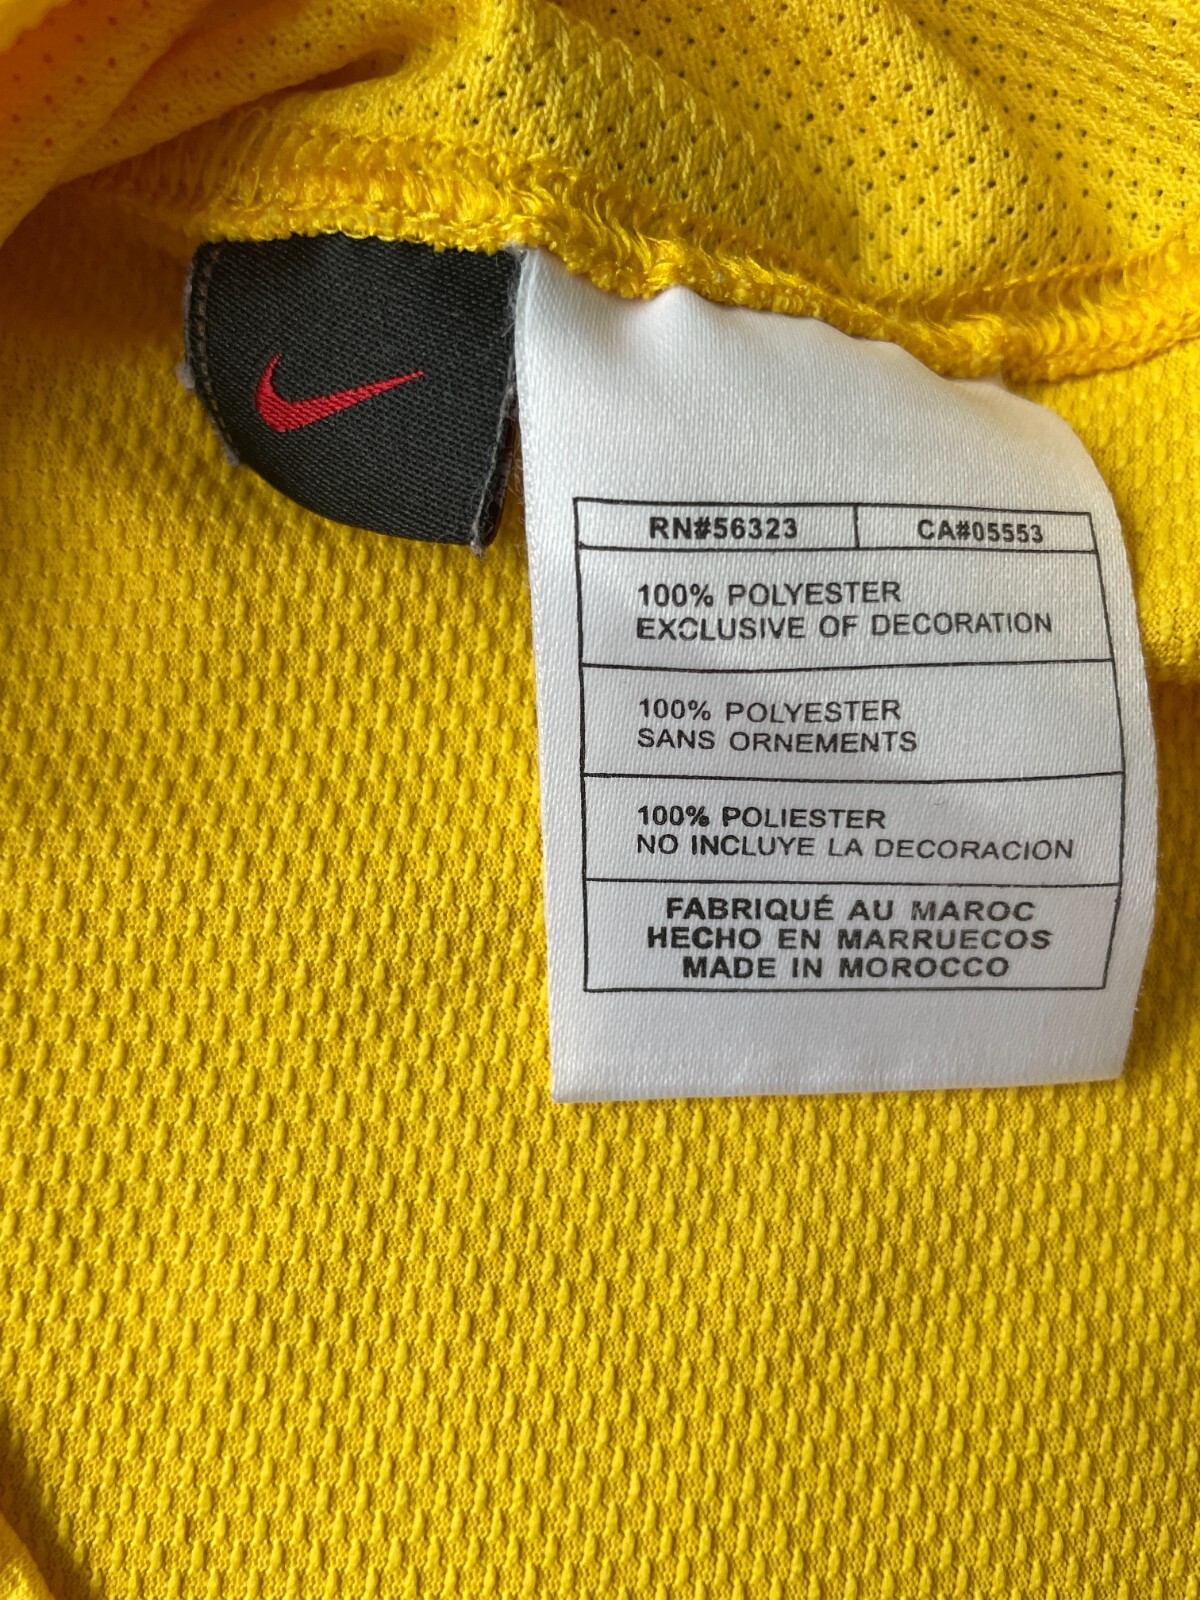 RN#56323 CA#05553
100% POLYESTER
EXCLUSIVE OF DECORATION
100% POLYESTER
SANS ORNEMENTS
100% POLIESTER
NO INCLUYE LA DECORACION
FABRIQUÉ AU MAROC
HECHO EN MARRUECOS
MADE IN MOROCCO